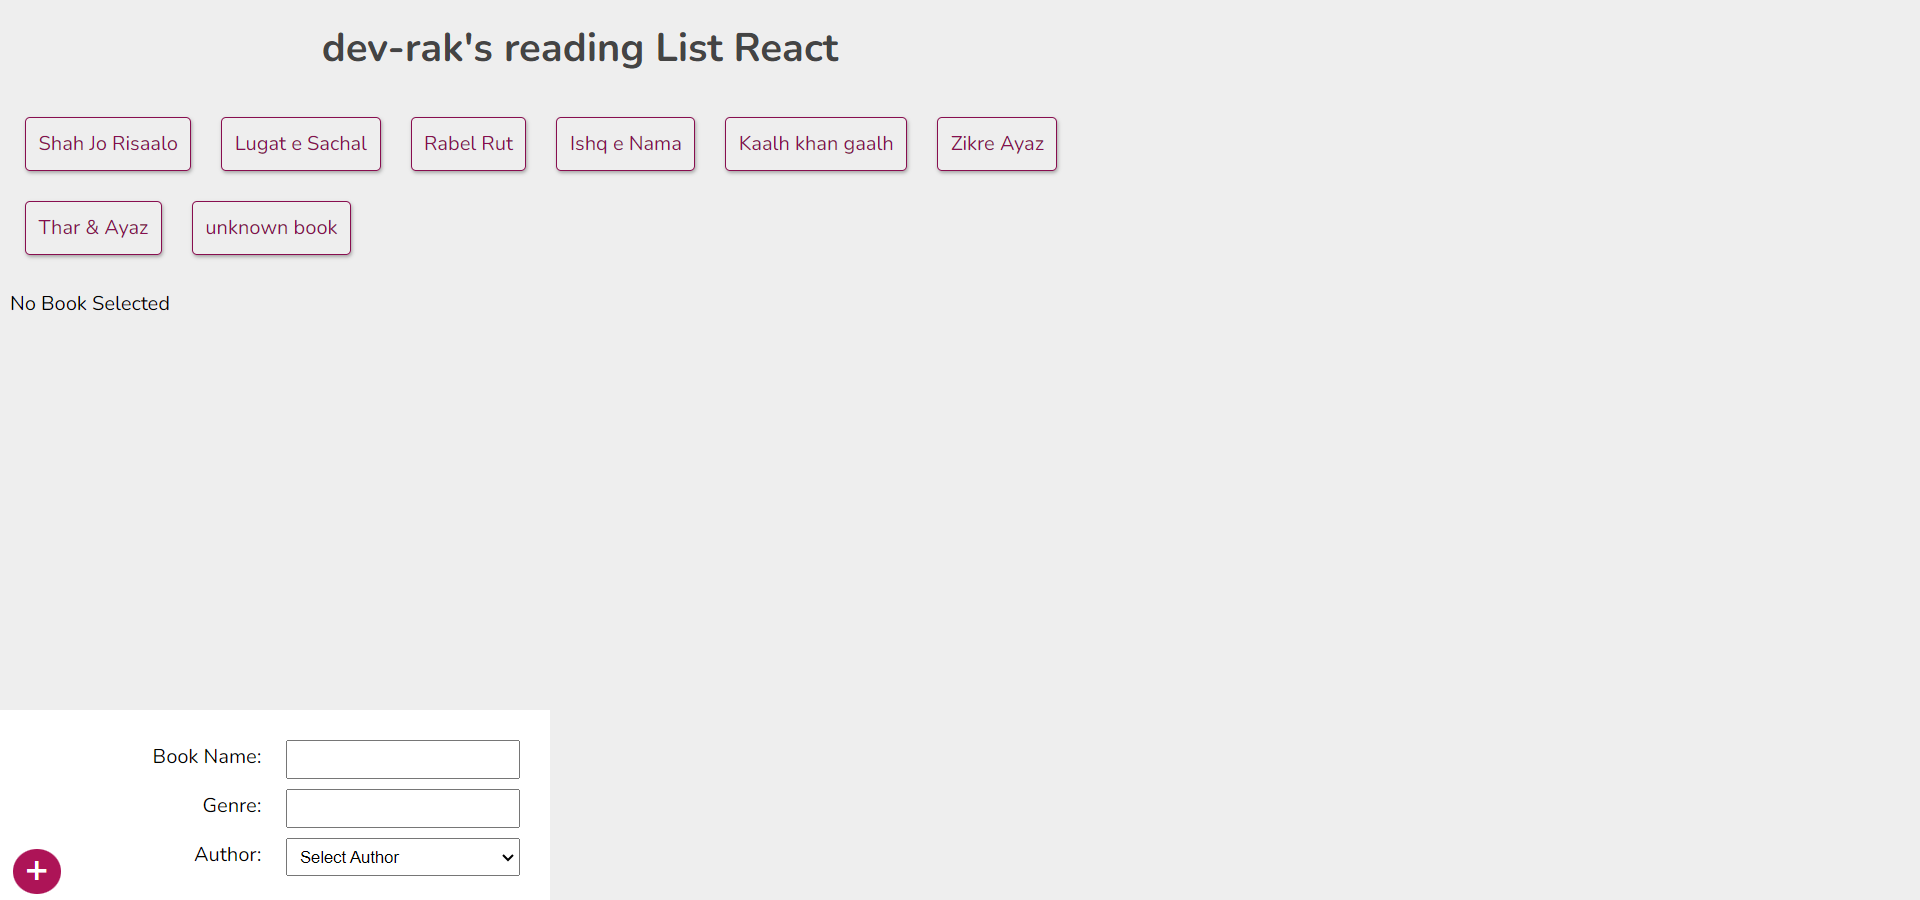 dev-rak's reading List React
Shah Jo Risaalo Lugat e Sachal Rabel Rut Ishq e Nama Kaalh khan gaalh Zikre Ayaz
Thar & Ayaz unknown book
No Book Selected
Book Name:
Genre:
Author: Select Author
+